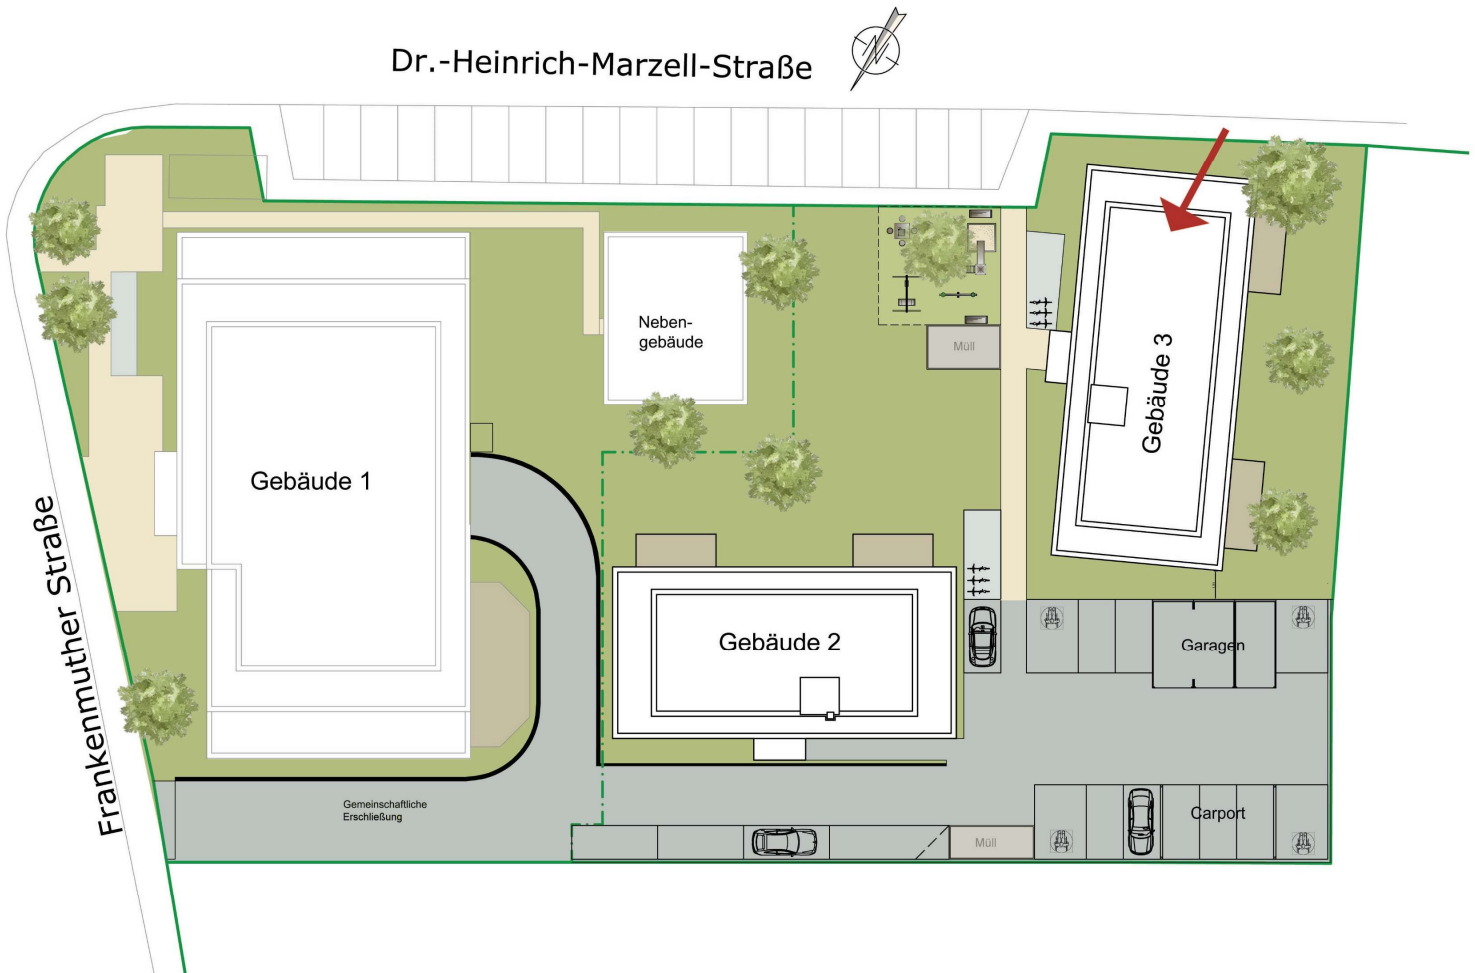 Dr.-Heinrich-Marzell-Straße
N
Neben-
gebäude
Müll
Gebäude 3
Gebäude 1
Frankenmuther Straße
Gebäude 2
Garagen
Gemeinschaftliche
Erschließung
Müll
Carport